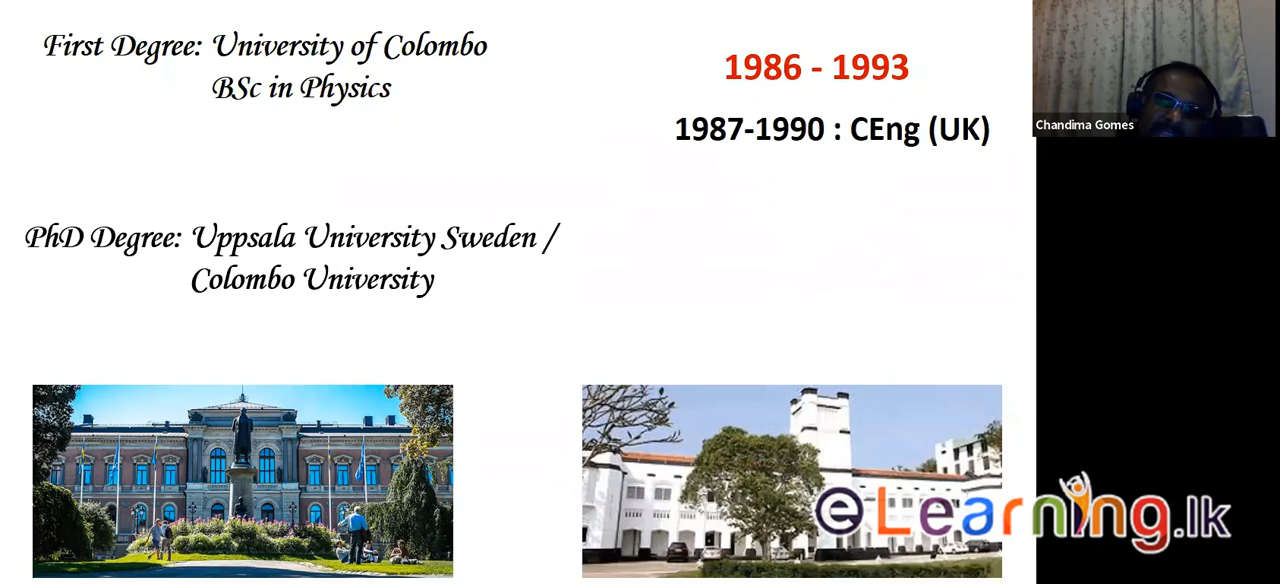 First Degree: University of Colombo
BSc in Physics
1986 - 1993
1987-1990 : CEng (UK)
Chandima Gomes
PhD Degree: Uppsala University Sweden /
Colombo University
eLearning.lk